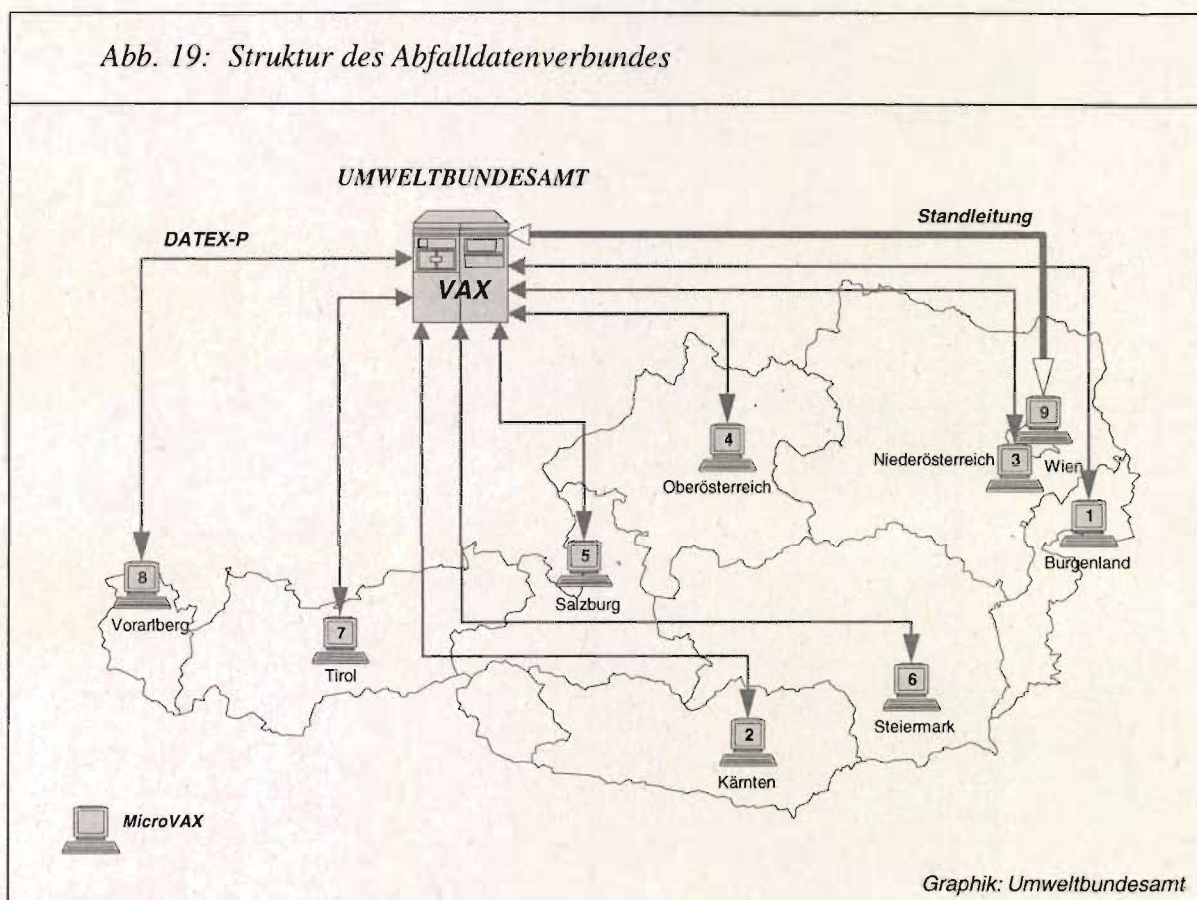 Abb. 19: Struktur des Abfalldatenverbundes
UMWELTBUNDESAMT
Standleitung
DATEX-P
VAX
9
4
3
Niederösterreich
Wien
Oberösterreich
1
Burgenland
5
8
Salzburg
Vorarlberg
7
Tirol
6
Steiermark
2
Kärnten
MicroVAX
Graphik: Umweltbundesamt